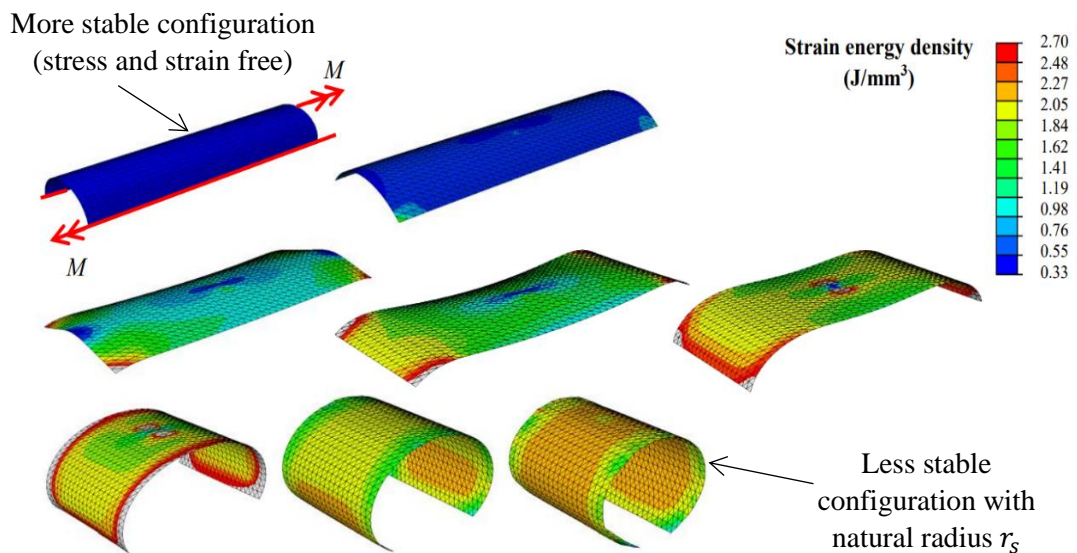 More stable configuration
(stress and strain free)
M
M
Strain energy density
(J/mm³)
2.70
2.48
2.27
2.05
1.84
1.62
1.41
1.19
0.98
0.76
0.55
0.33
Less stable
configuration with
natural radius rₛ